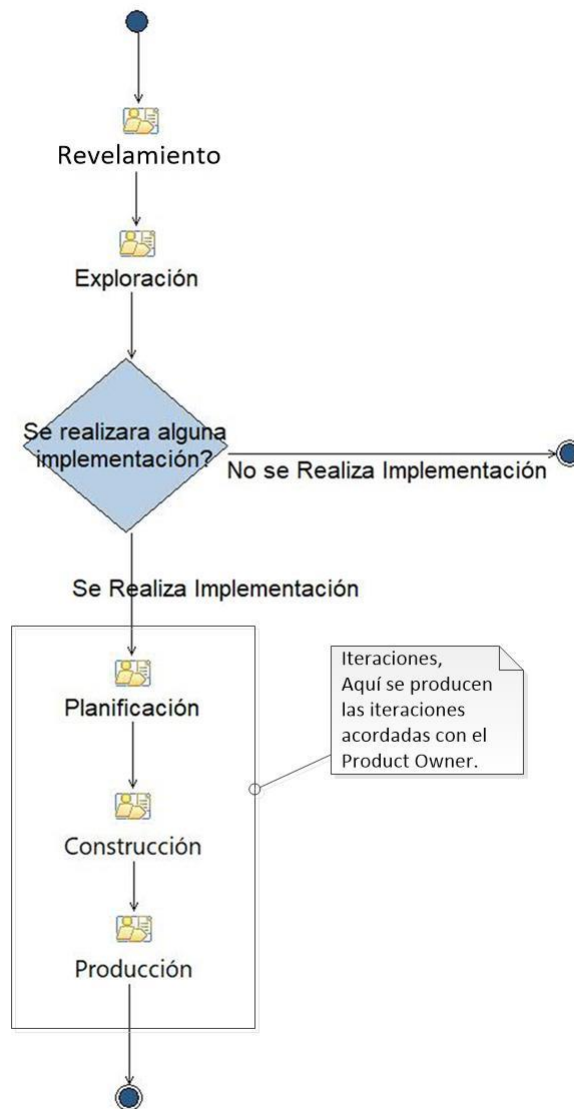 Revelamiento
Exploración
Se realizara alguna
implementación?
No se Realiza Implementación
Se Realiza Implementación
Iteraciones,
Aquí se producen
las iteraciones
acordadas con el
Product Owner.
Planificación
Construcción
Producción